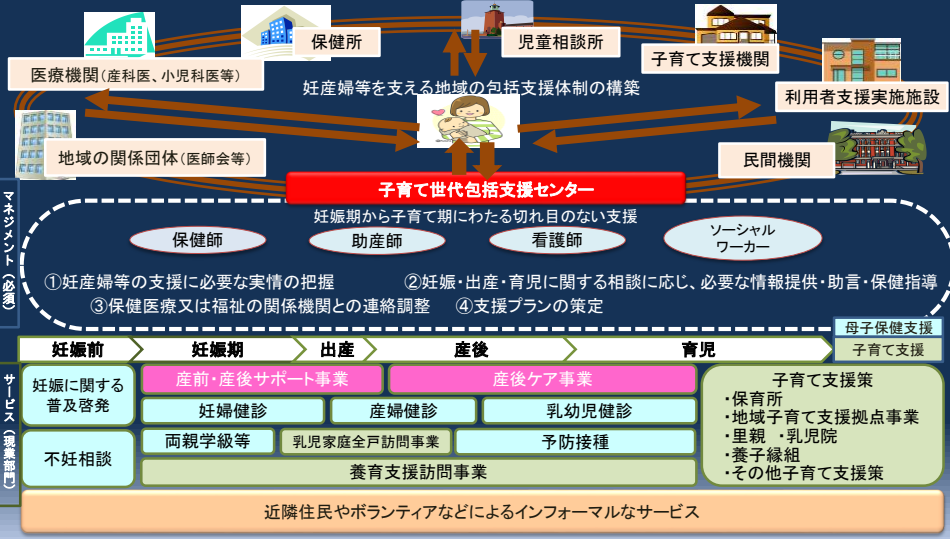 保健所
児童相談所
子育て支援機関
医療機関（産科医、小児科医等）
妊産婦等を支える地域の包括支援体制の構築
利用者支援実施施設
地域の関係団体（医師会等）
民間機関
子育て世代包括支援センター
妊娠期から子育て期にわたる切れ目のない支援
マネジメント（必須）
保健師
助産師
看護師
ソーシャル
ワーカー
①妊産婦等の支援に必要な実情の把握
②妊娠・出産・育児に関する相談に応じ、必要な情報提供・助言・保健指導
③保健医療又は福祉の関係機関との連絡調整
④支援プランの策定
母子保健支援
子育て支援
妊娠前
妊娠期
出産
産後
育児
サービス（現業部門）
妊娠に関する
普及啓発
産前・産後サポート事業
産後ケア事業
妊婦健診
産婦健診
乳幼児健診
不妊相談
両親学級等
乳児家庭全戸訪問事業
予防接種
養育支援訪問事業
子育て支援策
・保育所
・地域子育て支援拠点事業
・里親　・乳児院
・養子縁組
・その他子育て支援策
近隣住民やボランティアなどによるインフォーマルなサービス